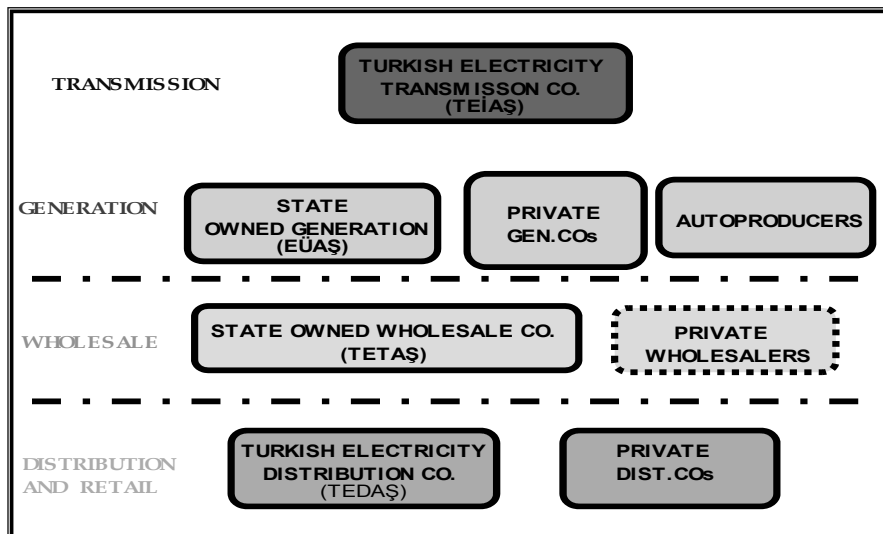 TRANSMISSION
TURKISH ELECTRICITY
TRANSMISSON CO.
(TEİAŞ)
GENERATION
STATE
OWNED GENERATION
(EÜAŞ)
PRIVATE
GEN.COs
AUTOPRODUCERS
WHOLESALE
STATE OWNED WHOLESALE CO.
(TETAŞ)
PRIVATE
WHOLESALERS
DISTRIBUTION
AND RETAIL
TURKISH ELECTRICITY
DISTRIBUTION CO.
(TEDAŞ)
PRIVATE
DIST.COs